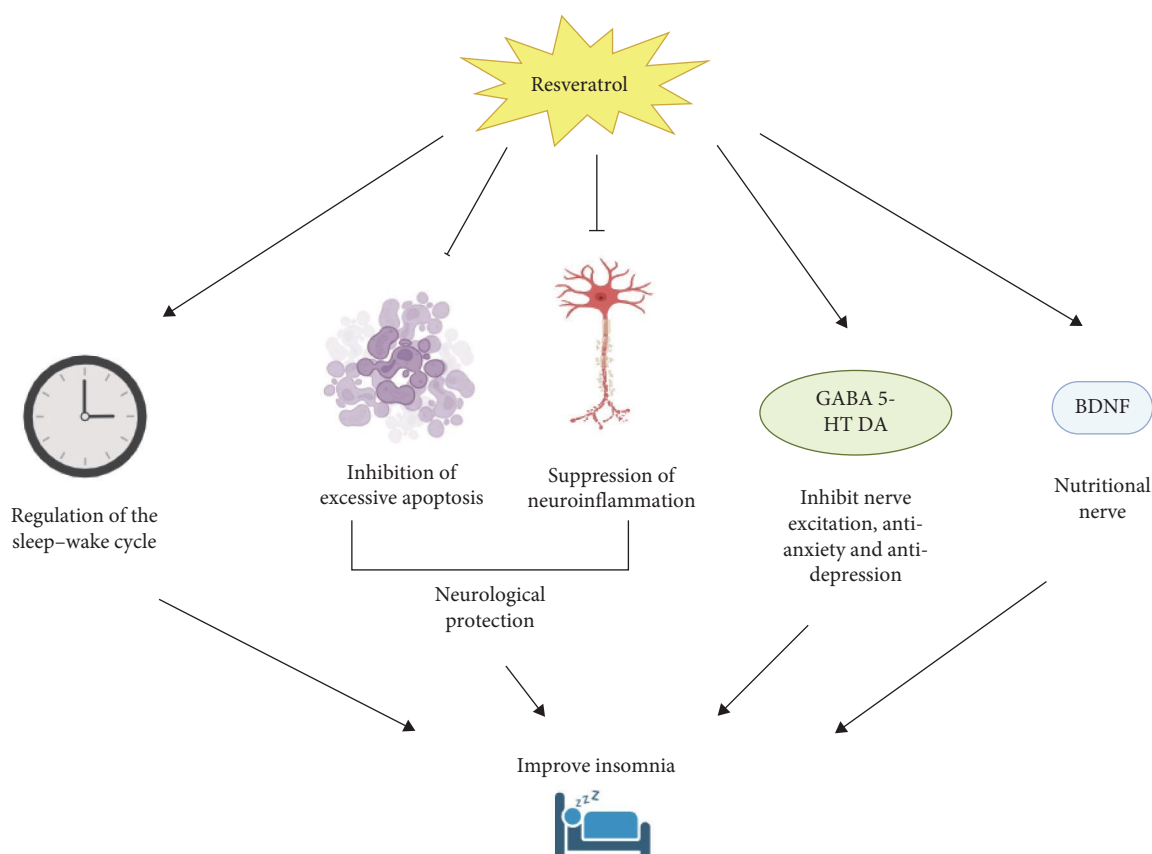 Resveratrol
Regulation of the
sleep–wake cycle
Inhibition of
excessive apoptosis
Suppression of
neuroinflammation
Neurological
protection
GABA 5-
HT DA
Inhibit nerve
excitation, anti-
anxiety and anti-
depression
BDNF
Nutritional
nerve
Improve insomnia
zzZ